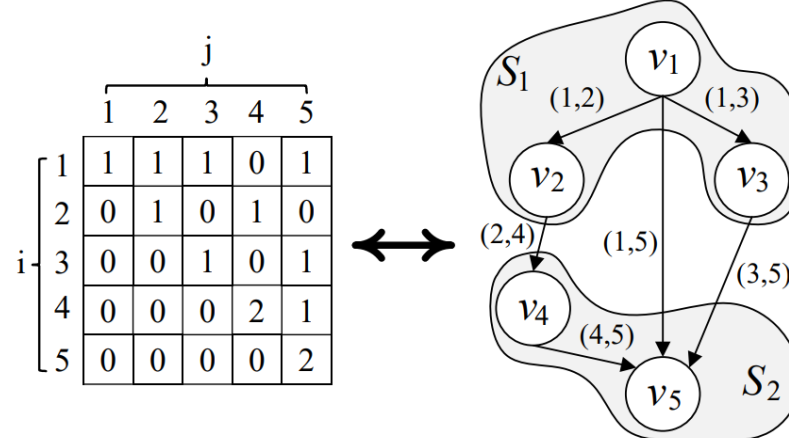 j
1 2 3 4 5
i
1 1 1 1 0 1
2 0 1 0 1 0
3 0 0 1 0 1
4 0 0 0 2 1
5 0 0 0 0 2
S1
v1
(1,2)
(1,3)
v2
v3
(2,4)
(1,5)
(3,5)
v4
(4,5)
v5
S2